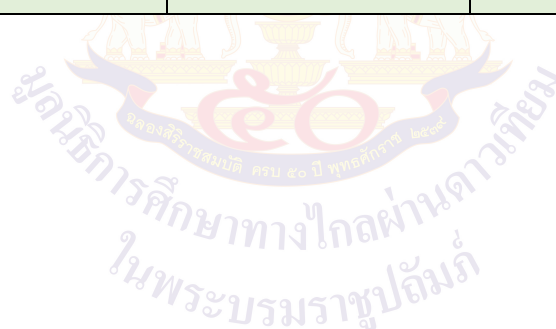 ๕๐
ฉลองสิริราชสมบัติ ครบ ๕๐ ปี พุทธศักราช ๒๕๓๙
มูลนิธิการศึกษาทางไกลผ่านดาวเทียม
ในพระบรมราชูปถัมภ์